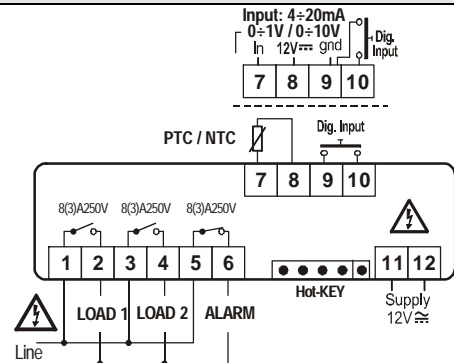 Input: 4÷20mA
0÷1V / 0÷10V
In 12V⎓ gnd
Dig. Input
7 8 9 10
PTC / NTC
Dig. Input
7 8 9 10
8(3)A250V 8(3)A250V 8(3)A250V
1 2 3 4 5 6
11 12
Hot-KEY
LOAD 1 LOAD 2 ALARM
Supply
12V≂
Line